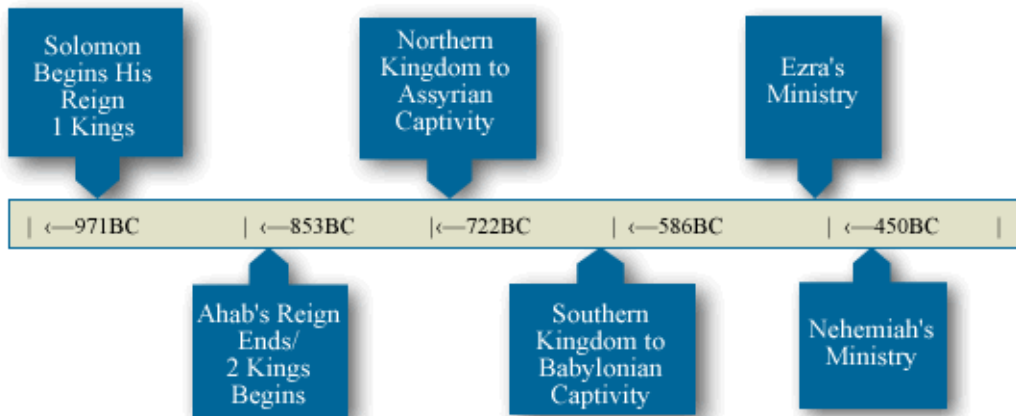 Solomon
Begins His
Reign
1 Kings
Northern
Kingdom to
Assyrian
Captivity
Ezra's
Ministry
| ‹—971BC | ‹—853BC |‹—722BC | ‹—586BC | ‹—450BC |
Ahab's Reign
Ends/
2 Kings
Begins
Southern
Kingdom to
Babylonian
Captivity
Nehemiah's
Ministry